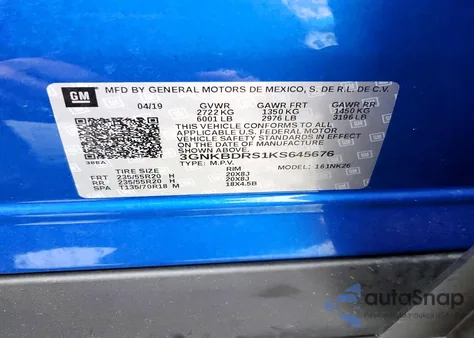 GM
MFD BY GENERAL MOTORS DE MEXICO, S. DE R.L. DE C.V.
04/19 GVWR GAWR FRT GAWR RR
2722 KG 1350 KG 1450 KG
6001 LB 2976 LB 3196 LB
THIS VEHICLE CONFORMS TO ALL
APPLICABLE U.S. FEDERAL MOTOR
VEHICLE SAFETY STANDARDS IN
EFFECT ON THE DATE OF
MANUFACTURE SHOWN ABOVE.
3GNKBDRS1KS645676
TYPE: M.P.V. MODEL: 161NK26
TIRE SIZE RIM
FRT 235/55R20 H 20X8J
RR 235/55R20 H 20X8J
SPA T135/70R18 M 18X4.5B
autoSnap